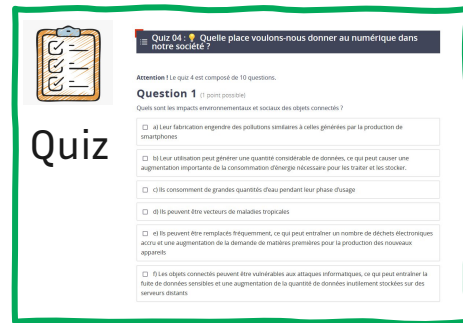 Quiz
Quiz 04 : Quelle place voulons-nous donner au numérique dans
notre société ?
Attention ! Le quiz 4 est composé de 10 questions.
Question 1 (1 point possible)
Quels sont les impacts environnementaux et sociaux des objets connectés ?
a) Leur fabrication engendre des pollutions similaires à celles générées par la production de
smartphones
b) Leur utilisation peut générer une quantité considérable de données, ce qui peut causer une
augmentation importante de la consommation d'énergie nécessaire pour les traiter et les stocker.
c) Ils consomment de grandes quantités d'eau pendant leur phase d'usage
d) Ils peuvent être vecteurs de maladies tropicales
e) Ils peuvent être remplacés fréquemment, ce qui peut entraîner un nombre de déchets électroniques
accru et une augmentation de la demande de matières premières pour la production des nouveaux
appareils
f) Les objets connectés peuvent être vulnérables aux attaques informatiques, ce qui peut entraîner la
fuite de données sensibles et une augmentation de la quantité de données inutilement stockées sur des
serveurs distants